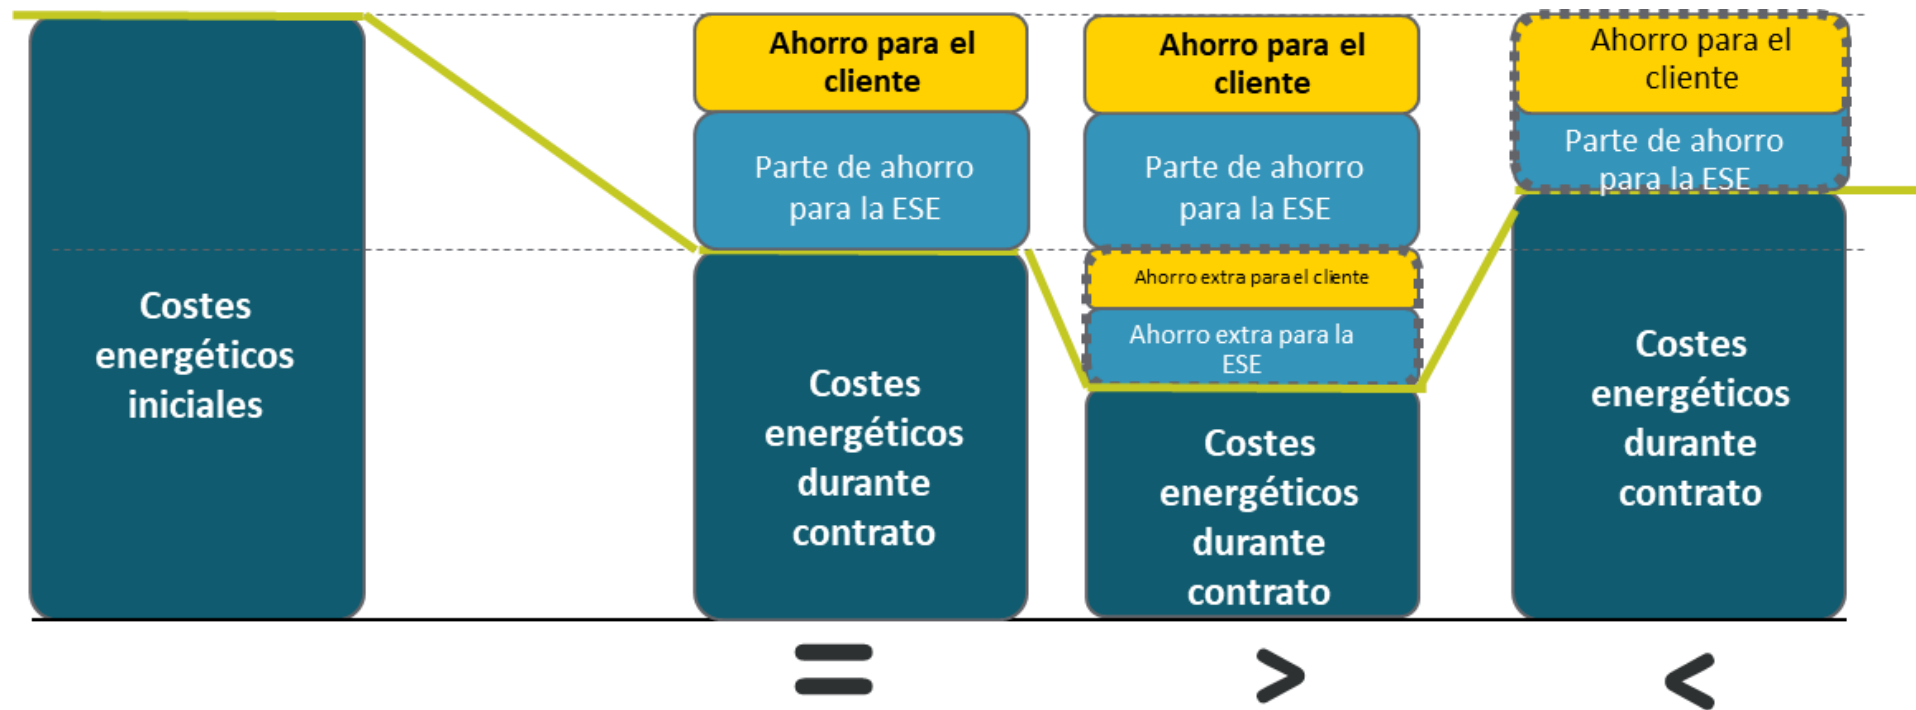 Costes
energéticos
iniciales
Ahorro para el
cliente
Parte de ahorro
para la ESE
Costes
energéticos
durante
contrato
=
Ahorro para el
cliente
Parte de ahorro
para la ESE
Ahorro extra para el cliente
Ahorro extra para la
ESE
Costes
energéticos
durante
contrato
>
Ahorro para el
cliente
Parte de ahorro
para la ESE
Costes
energéticos
durante
contrato
<